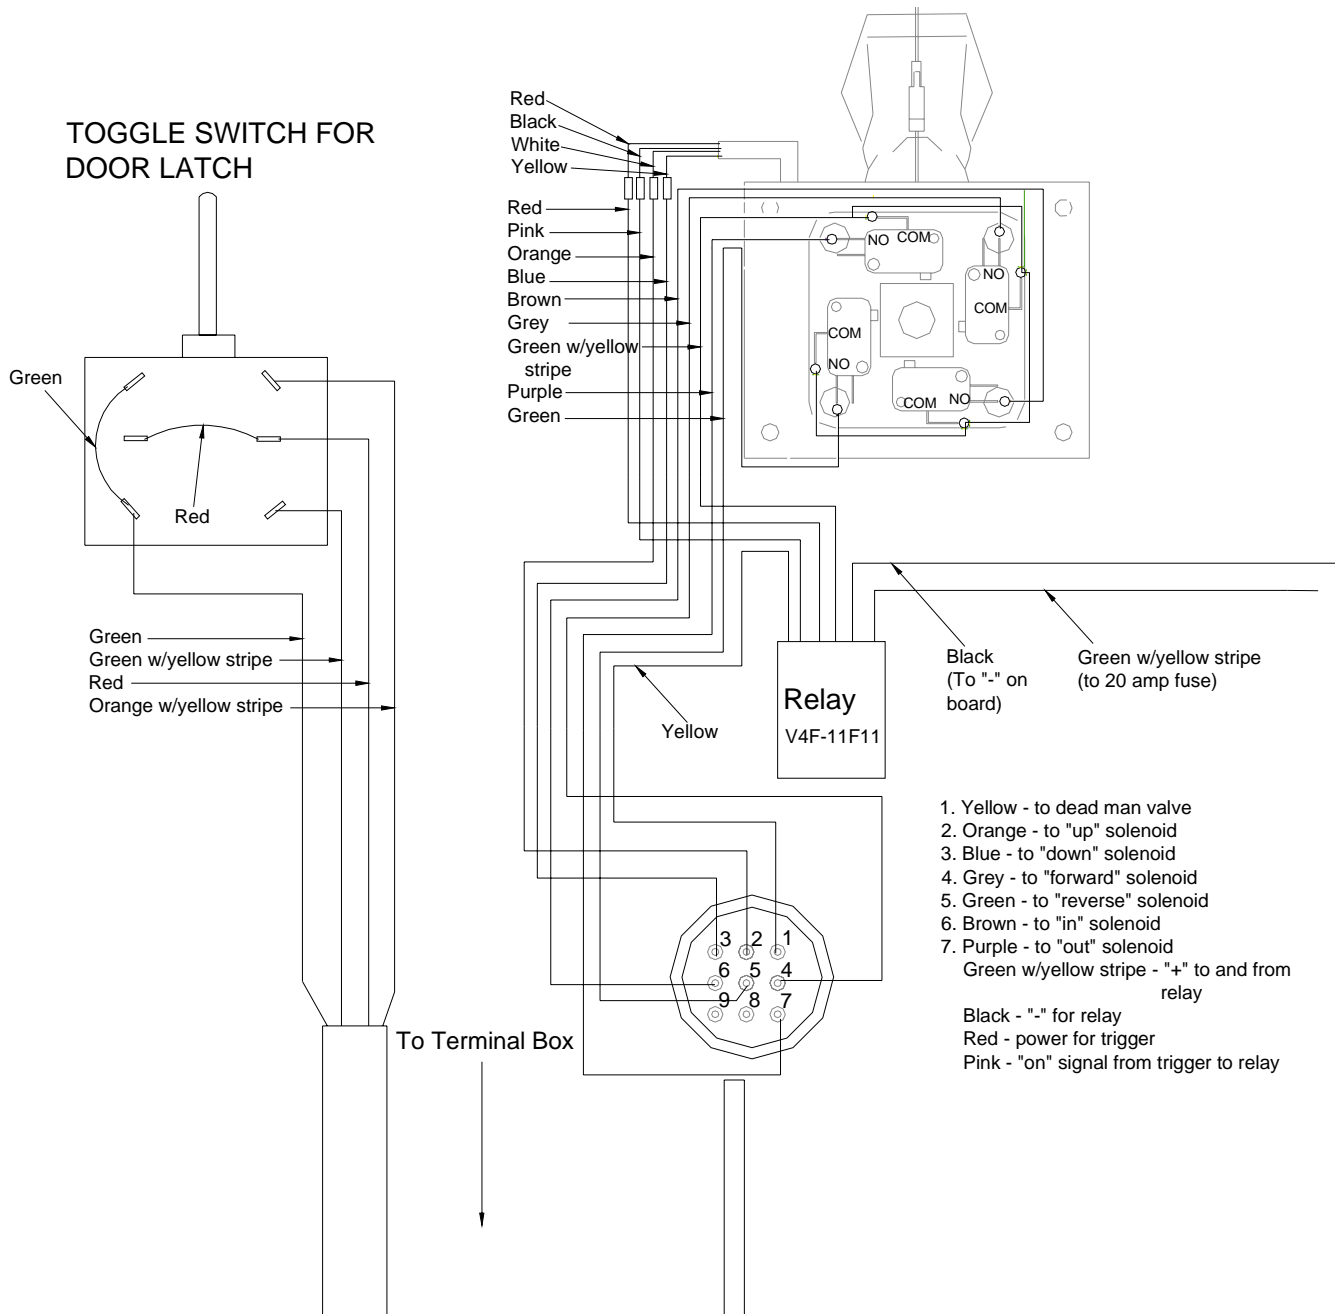 TOGGLE SWITCH FOR
DOOR LATCH
Green
Red
Green
Green w/yellow stripe
Red
Orange w/yellow stripe
To Terminal Box
Red
Black
White
Yellow
Red
Pink
Orange
Blue
Brown
Grey
Green w/yellow
stripe
Purple
Green
NO
COM
NO
COM
COM
NO
COM
NO
Yellow
Relay
V4F-11F11
Black
(To "-" on
board)
Green w/yellow stripe
(to 20 amp fuse)
3
2
1
6
5
4
9
8
7
1. Yellow - to dead man valve
2. Orange - to "up" solenoid
3. Blue - to "down" solenoid
4. Grey - to "forward" solenoid
5. Green - to "reverse" solenoid
6. Brown - to "in" solenoid
7. Purple - to "out" solenoid
Green w/yellow stripe - "+" to and from
relay
Black - "-" for relay
Red - power for trigger
Pink - "on" signal from trigger to relay